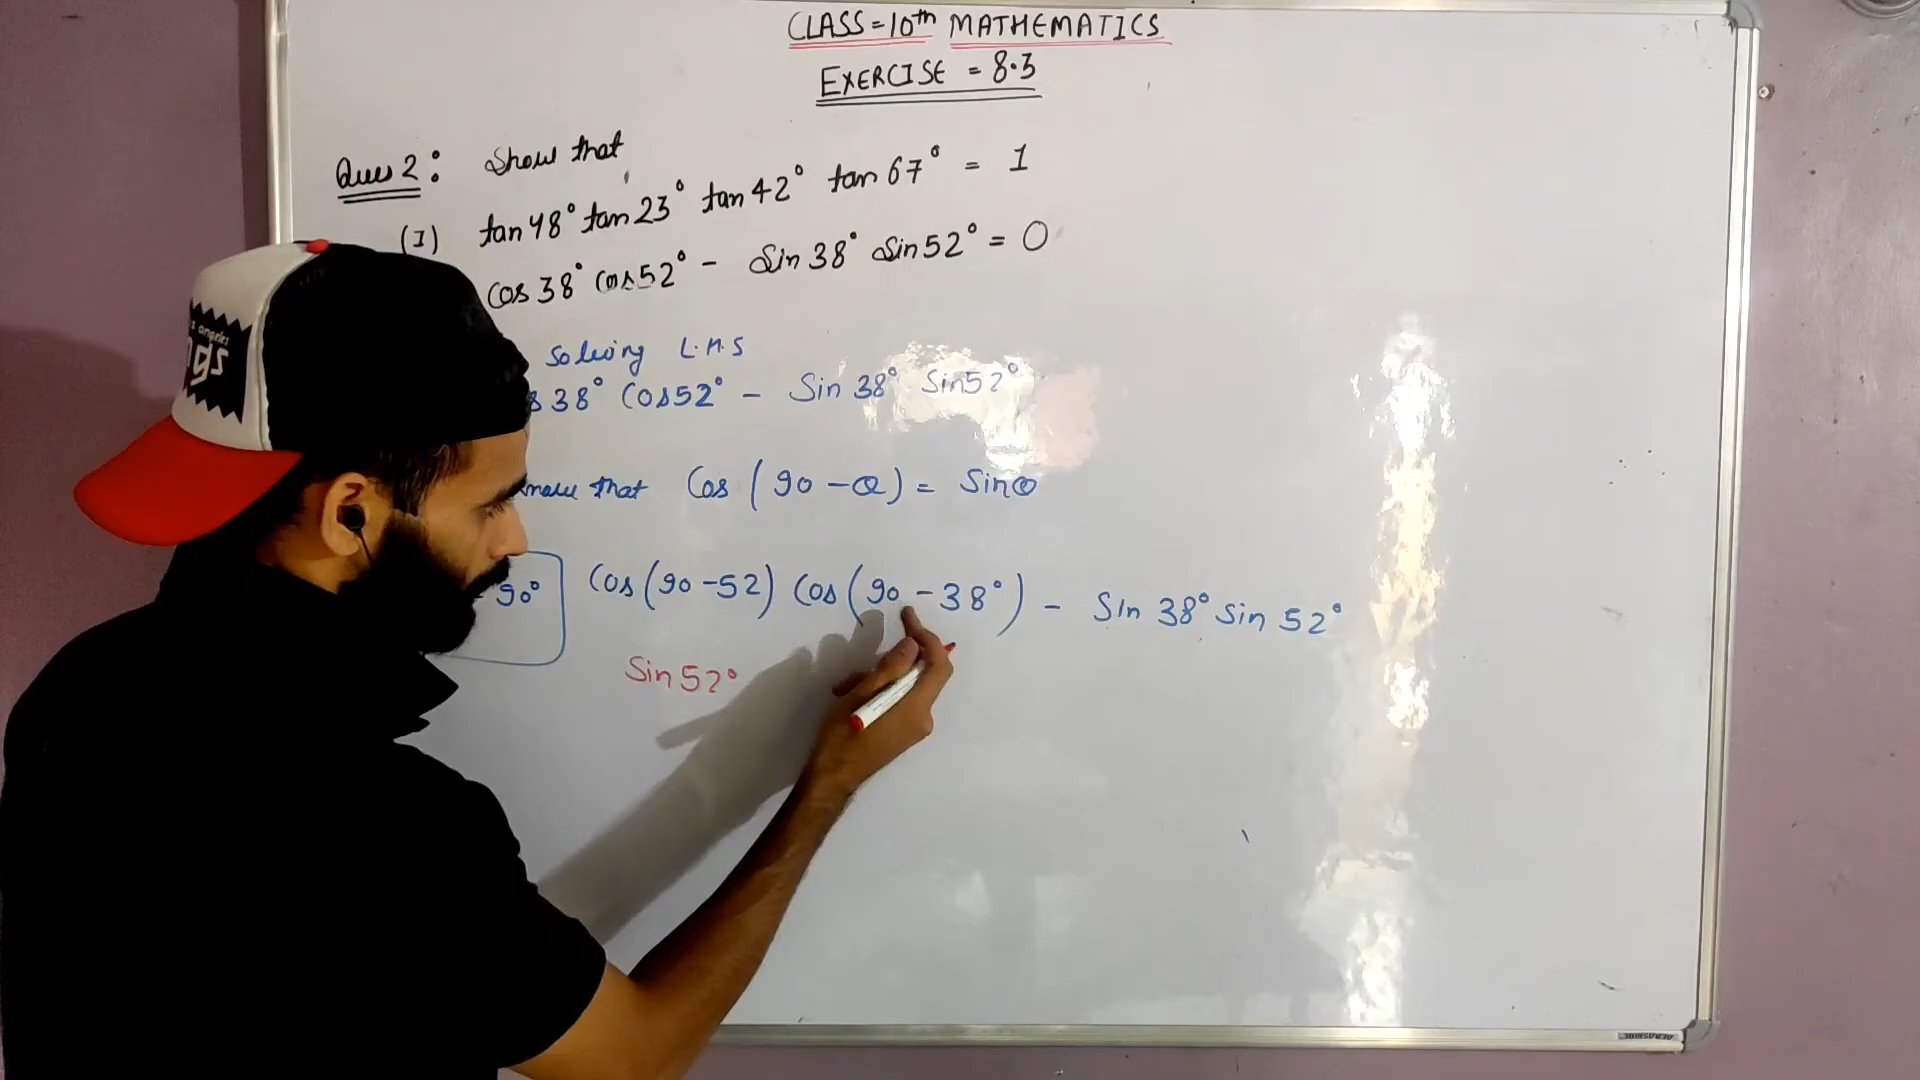 CLASS = 10th MATHEMATICS
EXERCISE = 8.3
Ques 2 : Show that
(I) tan 48° tan 23° tan 42° tan 67° = 1
cos 38° cos 52° - Sin 38° Sin 52° = 0
Solving L.H.S
38° Cos 52° - Sin 38° Sin 52°
that Cos (90 - θ) = Sin θ
90° Cos (90 - 52) Cos (90 - 38°) - Sin 38° Sin 52°
Sin 52°